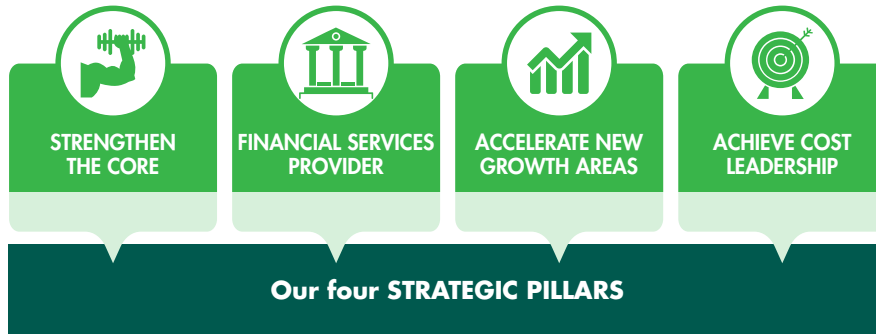 STRENGTHEN
THE CORE
FINANCIAL SERVICES
PROVIDER
ACCELERATE NEW
GROWTH AREAS
ACHIEVE COST
LEADERSHIP
Our four STRATEGIC PILLARS